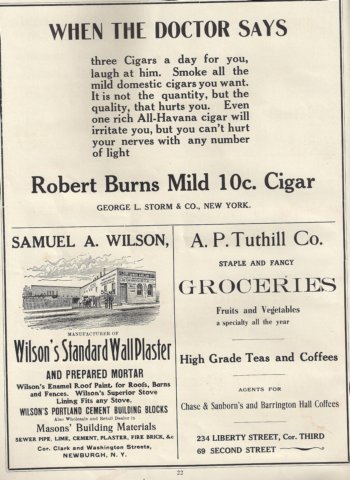 WHEN THE DOCTOR SAYS
three Cigars a day for you,
laugh at him. Smoke all the
mild domestic cigars you want.
It is not the quantity, but the
quality, that hurts you. Even
one rich All-Havana cigar will
irritate you, but you can't hurt
your nerves with any number
of light
Robert Burns Mild 10c. Cigar
GEORGE L. STORM & CO., NEW YORK.
SAMUEL A. WILSON,
MANUFACTURER OF
Wilson's Standard Wall Plaster
AND PREPARED MORTAR
Wilson's Enamel Roof Paint, for Roofs, Barns
and Fences. Wilson's Superior Stove
Lining Fits any Stove.
WILSON'S PORTLAND CEMENT BUILDING BLOCKS
Also Wholesale and Retail Dealer in
Masons' Building Materials
SEWER PIPE, LIME, CEMENT, PLASTER, FIRE BRICK, &c
Cor. Clark and Washington Streets,
NEWBURGH, N. Y.
A. P. Tuthill Co.
STAPLE AND FANCY
GROCERIES
Fruits and Vegetables
a specialty all the year
High Grade Teas and Coffees
AGENTS FOR
Chase & Sanborn's and Barrington Hall Coffees
234 LIBERTY STREET, Cor. THIRD
69 SECOND STREET
22